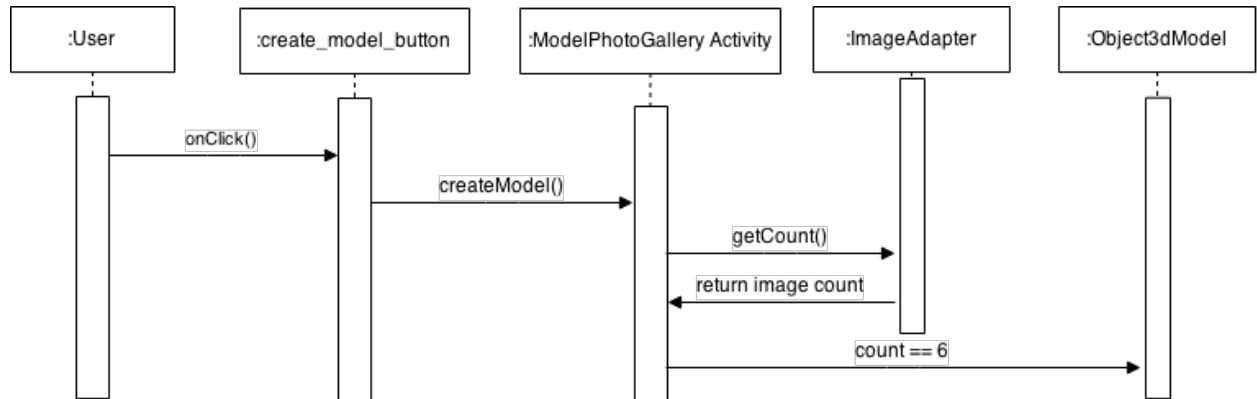 :User
:create_model_button
:ModelPhotoGallery Activity
:ImageAdapter
:Object3dModel
onClick()
createModel()
getCount()
return image count
count == 6